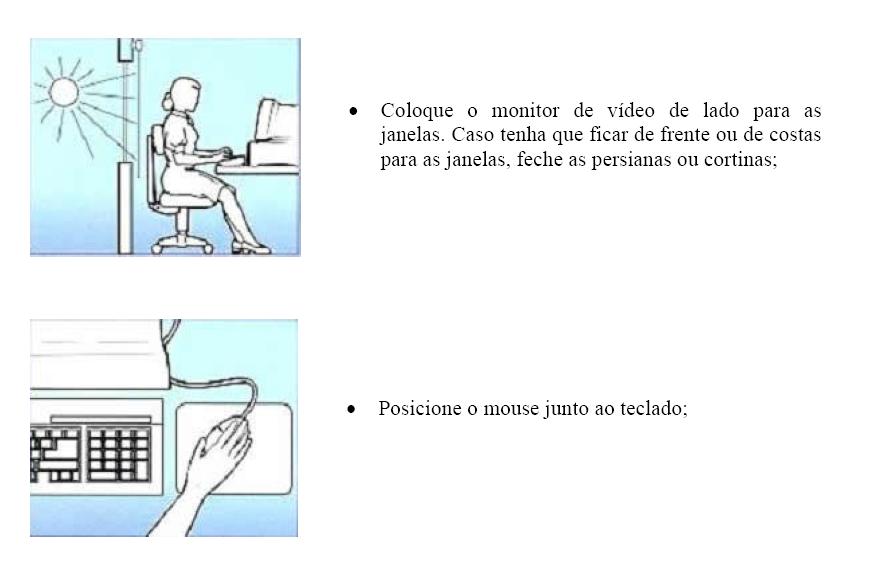 • Coloque o monitor de vídeo de lado para as
janelas. Caso tenha que ficar de frente ou de costas
para as janelas, feche as persianas ou cortinas;
• Posicione o mouse junto ao teclado;